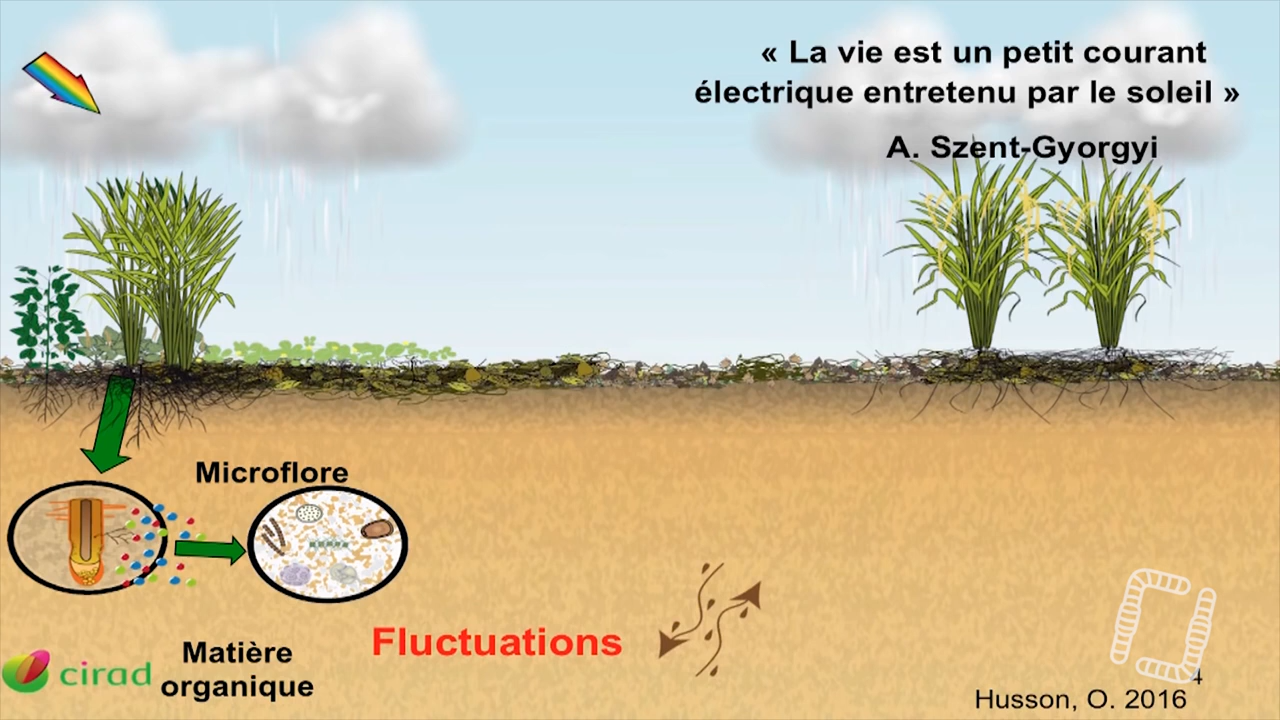 « La vie est un petit courant
électrique entretenu par le soleil »
A. Szent-Gyorgyi
Microflore
Fluctuations
Matière
organique
cirad
4
Husson, O. 2016